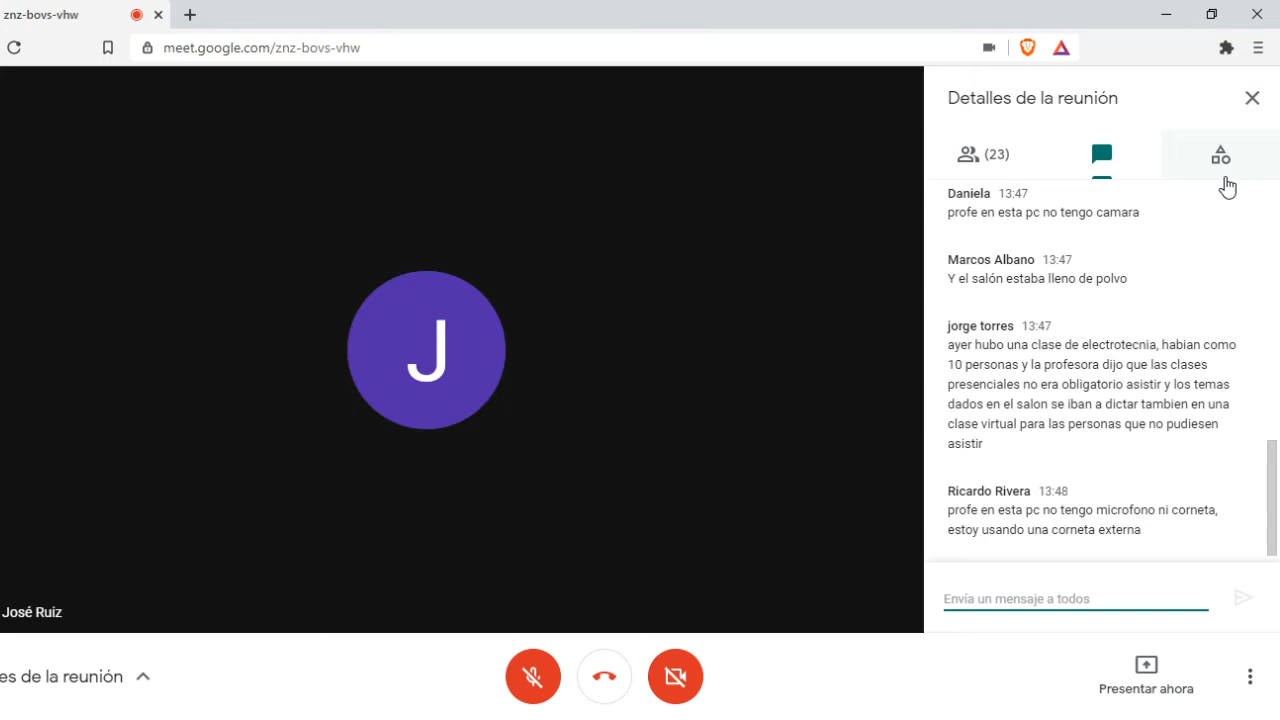 znz-bovs-vhw
meet.google.com/znz-bovs-vhw
Detalles de la reunión
(23)
Daniela 13:47
profe en esta pc no tengo camara
Marcos Albano 13:47
Y el salón estaba lleno de polvo
jorge torres 13:47
ayer hubo una clase de electrotecnia, habian como
10 personas y la profesora dijo que las clases
presenciales no era obligatorio asistir y los temas
dados en el salon se iban a dictar tambien en una
clase virtual para las personas que no pudiesen
asistir
Ricardo Rivera 13:48
profe en esta pc no tengo microfono ni corneta,
estoy usando una corneta externa
Envía un mensaje a todos
J
José Ruiz
es de la reunión
Presentar ahora